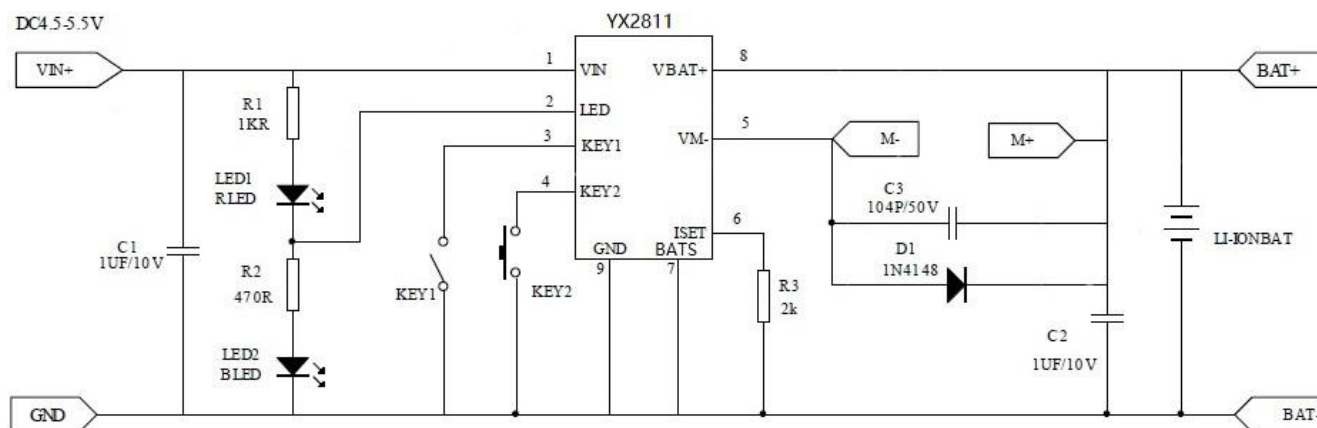 YX2811
DC4.5-5.5V
VIN+
1
VIN
VBAT+
8
BAT+
R1
1KR
2
LED
3
KEY1
5
VM-
M-
M+
4
KEY2
LED1
RLED
C3
104P/50V
6
ISET
C1
1UF/10V
GND
BATS
9
7
D1
1N4148
LI-IONBAT
R2
470R
KEY1
KEY2
R3
2k
C2
1UF/10V
LED2
BLED
GND
BAT-